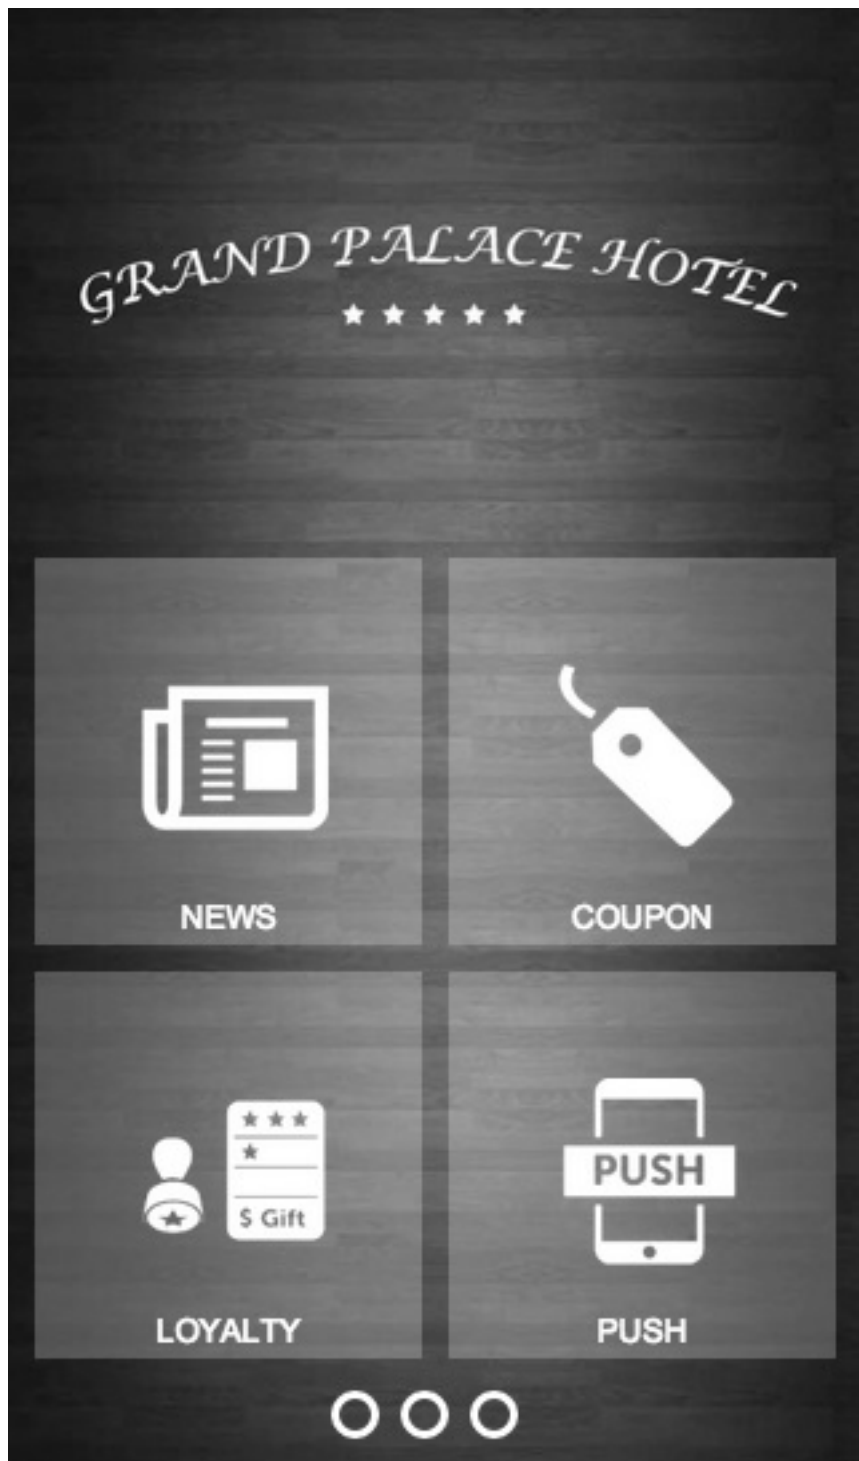 GRAND PALACE HOTEL
NEWS
COUPON
$ Gift
LOYALTY
PUSH
PUSH